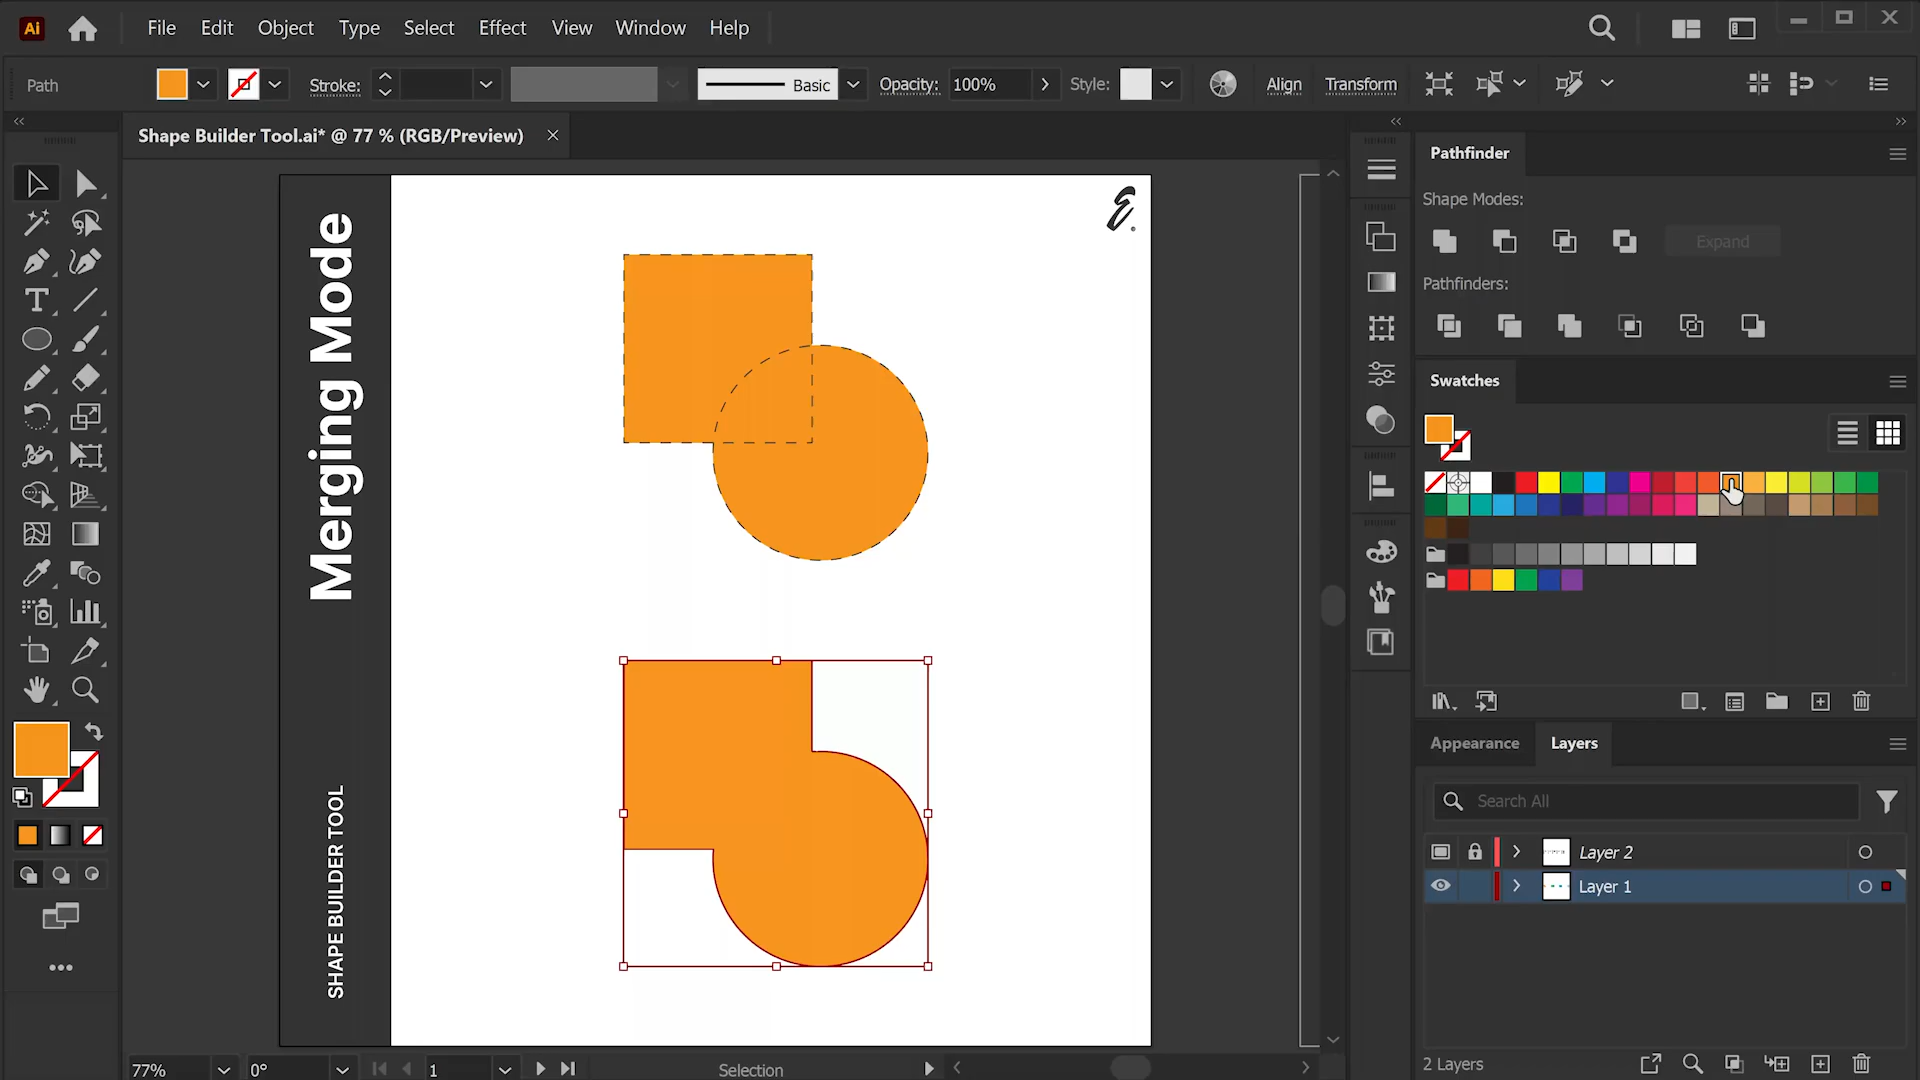 Ai File Edit Object Type Select Effect View Window Help
Path Stroke: Basic Opacity: 100% Style: Align Transform
Shape Builder Tool.ai* @ 77 % (RGB/Preview)
Pathfinder
Shape Modes:
Expand
Pathfinders:
Swatches
Merging Mode
SHAPE BUILDER TOOL
Appearance Layers
Search All
Layer 2
Layer 1
2 Layers
77% 0° 1 Selection